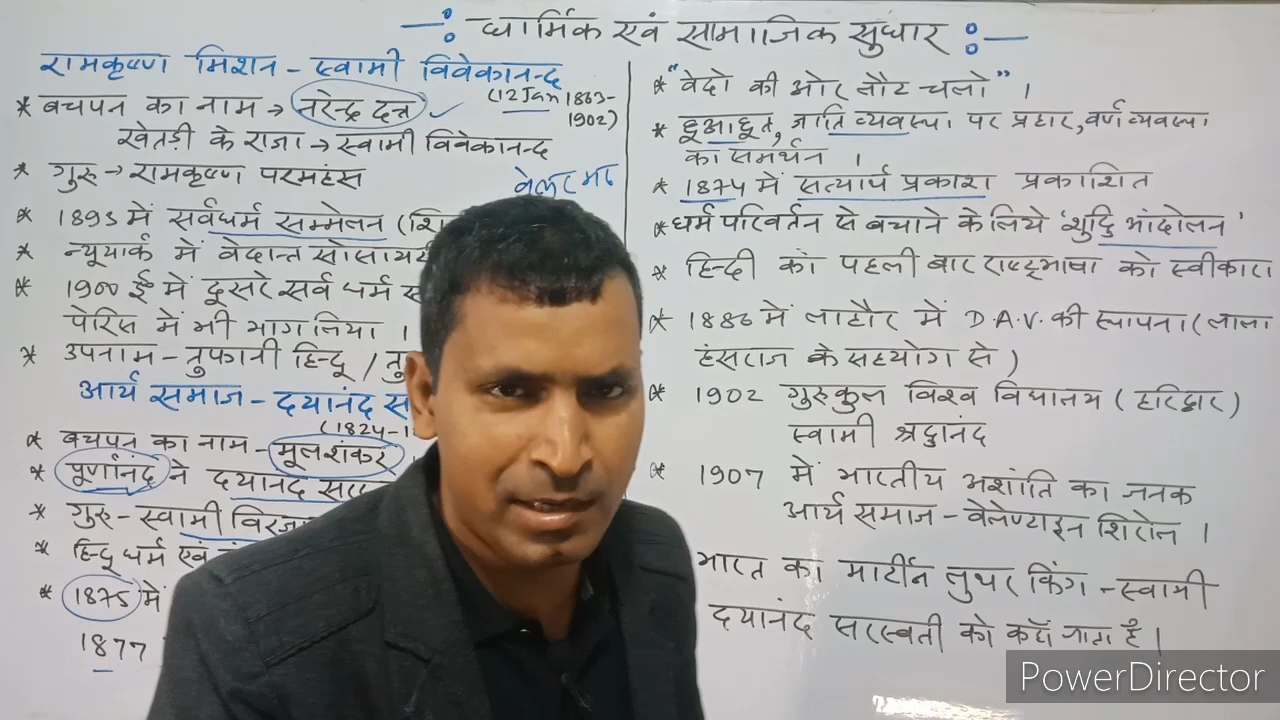 धार्मिक एवं सामाजिक सुधार
रामकृष्ण मिशन - स्वामी विवेकानन्द
(12 Jan 1863-
1902)
* बचपन का नाम → नरेन्द्र दत्त ✓
खेतड़ी के राजा → स्वामी विवेकानन्द
* गुरु → रामकृष्ण परमहंस
* 1893 में सर्वधर्म सम्मेलन (शि
* न्यूयार्क में वेदान्त सोसायटी
* 1900 ई में दूसरे सर्व धर्म स
पेरिस में भी भाग लिया ।
* उपनाम - तुफानी हिन्दू / तु
आर्य समाज - दयानंद स
(1824-1
* बचपन का नाम - मूलशंकर
* पूर्णानंद ने दयानंद सर
* गुरु - स्वामी विरजा
* हिन्दू धर्म एवं
* 1875 में
1877
* "वेदो की ओर लौट चलो" ।
* छूआछूत, जाति व्यवस्था पर प्रहार, वर्ण व्यवस्था
का समर्थन ।
* 1874 में सत्यार्थ प्रकाश प्रकाशित
* धर्म परिवर्तन से बचाने के लिये 'शुद्दि आंदोलन'
* हिन्दी को पहली बार राष्ट्रभाषा को स्वीकारा
* 1886 में लाहौर में D.A.V. की स्थापना (लाला
हंसराज के सहयोग से)
* 1902 गुरुकुल विश्व विद्यालय (हरिद्वार)
स्वामी श्रद्धानंद
* 1907 में भारतीय अशांति का जनक
आर्य समाज - वेलेण्टाइन शिरोल ।
भारत का मार्टीन लुथर किंग - स्वामी
दयानंद सरस्वती को कहॉ जाता है ।
PowerDirector